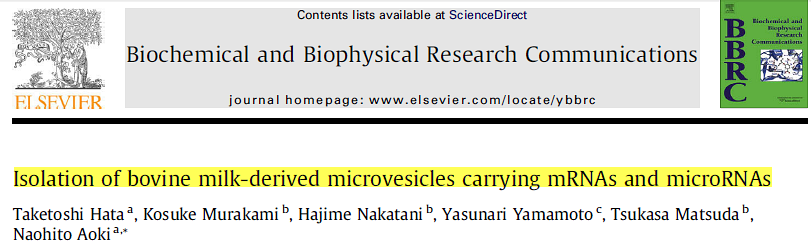 Contents lists available at ScienceDirect
Biochemical and Biophysical Research Communications
journal homepage: www.elsevier.com/locate/ybbrc
ELSEVIER
BBRC
Biochemical and
Biophysical
Research
Communications
Isolation of bovine milk-derived microvesicles carrying mRNAs and microRNAs
Taketoshi Hata a, Kosuke Murakami b, Hajime Nakatani b, Yasunari Yamamoto c, Tsukasa Matsuda b,
Naohito Aoki a,*